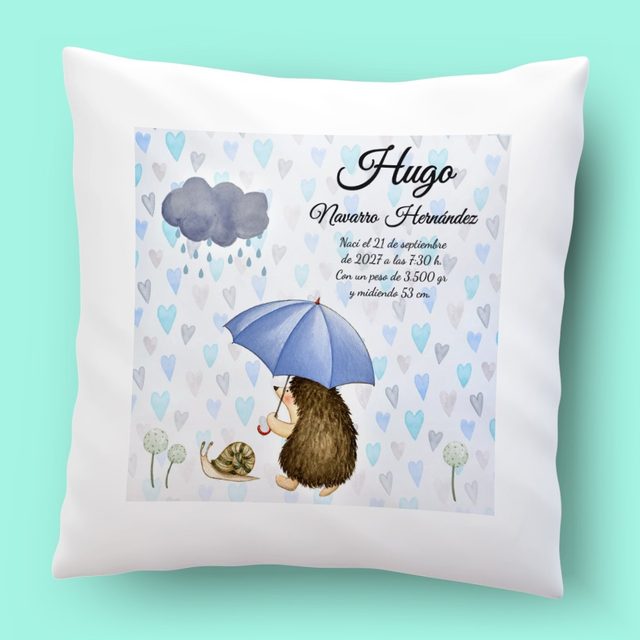 Hugo
Navarro Hernández
Nací el 21 de septiembre
de 2027 a las 7:30 h.
Con un peso de 3.500 gr
y midiendo 53 cm.